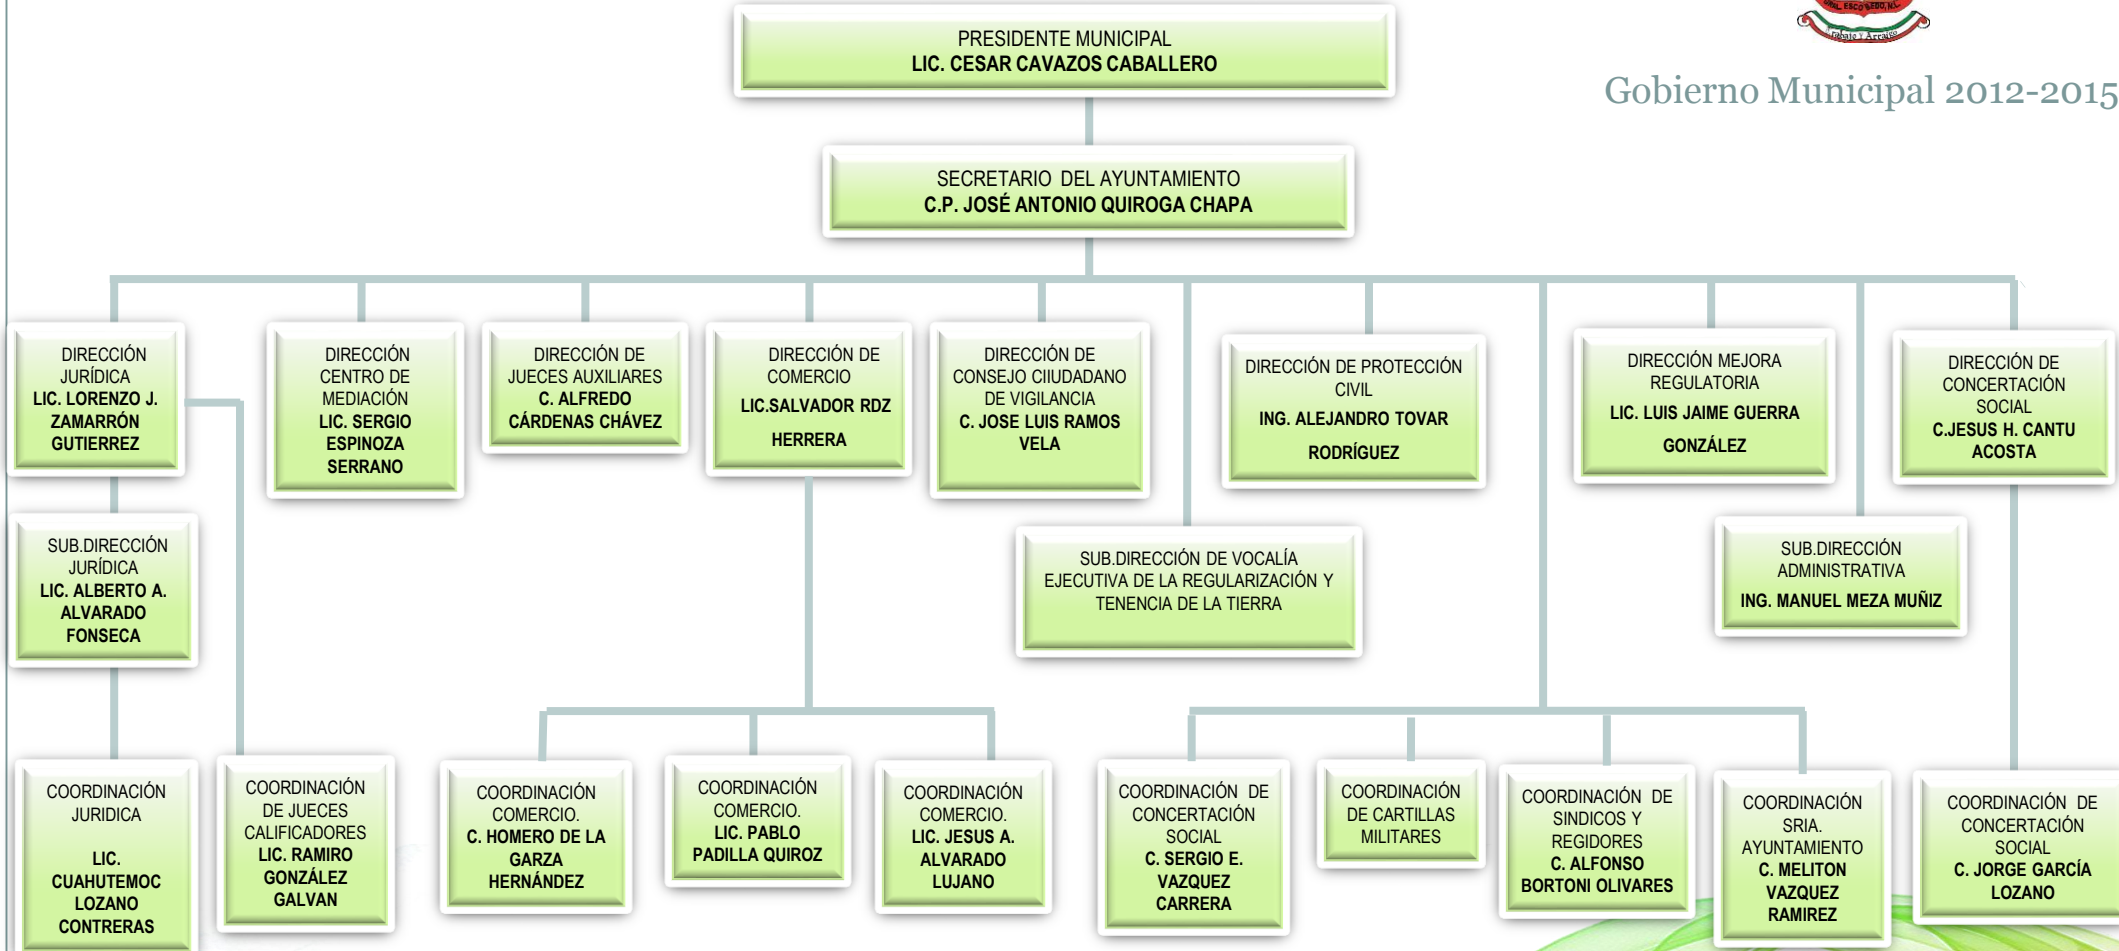 RAL. ESCOBEDO, N.L.
Trabajo y Arraigo
Gobierno Municipal 2012-2015
PRESIDENTE MUNICIPAL
LIC. CESAR CAVAZOS CABALLERO
SECRETARIO DEL AYUNTAMIENTO
C.P. JOSÉ ANTONIO QUIROGA CHAPA
DIRECCIÓN
JURÍDICA
LIC. LORENZO J.
ZAMARRÓN
GUTIERREZ
DIRECCIÓN
CENTRO DE
MEDIACIÓN
LIC. SERGIO
ESPINOZA
SERRANO
DIRECCIÓN DE
JUECES AUXILIARES
C. ALFREDO
CÁRDENAS CHÁVEZ
DIRECCIÓN DE
COMERCIO
LIC.SALVADOR RDZ
HERRERA
DIRECCIÓN DE
CONSEJO CIIUDADANO
DE VIGILANCIA
C. JOSE LUIS RAMOS
VELA
DIRECCIÓN DE PROTECCIÓN
CIVIL
ING. ALEJANDRO TOVAR
RODRÍGUEZ
DIRECCIÓN MEJORA
REGULATORIA
LIC. LUIS JAIME GUERRA
GONZÁLEZ
DIRECCIÓN DE
CONCERTACIÓN
SOCIAL
C.JESUS H. CANTU
ACOSTA
SUB.DIRECCIÓN
JURÍDICA
LIC. ALBERTO A.
ALVARADO
FONSECA
SUB.DIRECCIÓN DE VOCALÍA
EJECUTIVA DE LA REGULARIZACIÓN Y
TENENCIA DE LA TIERRA
SUB.DIRECCIÓN
ADMINISTRATIVA
ING. MANUEL MEZA MUÑIZ
COORDINACIÓN
JURIDICA
LIC.
CUAHUTEMOC
LOZANO
CONTRERAS
COORDINACIÓN
DE JUECES
CALIFICADORES
LIC. RAMIRO
GONZÁLEZ
GALVAN
COORDINACIÓN
COMERCIO.
C. HOMERO DE LA
GARZA
HERNÁNDEZ
COORDINACIÓN
COMERCIO.
LIC. PABLO
PADILLA QUIROZ
COORDINACIÓN
COMERCIO.
LIC. JESUS A.
ALVARADO
LUJANO
COORDINACIÓN DE
CONCERTACIÓN
SOCIAL
C. SERGIO E.
VAZQUEZ
CARRERA
COORDINACIÓN
DE CARTILLAS
MILITARES
COORDINACIÓN DE
SINDICOS Y
REGIDORES
C. ALFONSO
BORTONI OLIVARES
COORDINACIÓN
SRIA.
AYUNTAMIENTO
C. MELITON
VAZQUEZ
RAMIREZ
COORDINACIÓN DE
CONCERTACIÓN
SOCIAL
C. JORGE GARCÍA
LOZANO